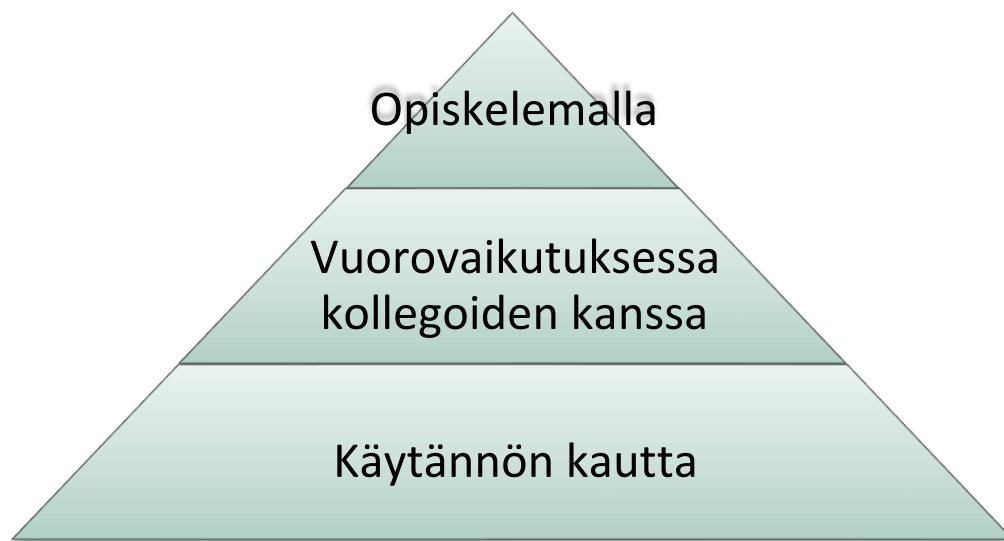 Opiskelemalla
Vuorovaikutuksessa
kollegoiden kanssa
Käytännön kautta